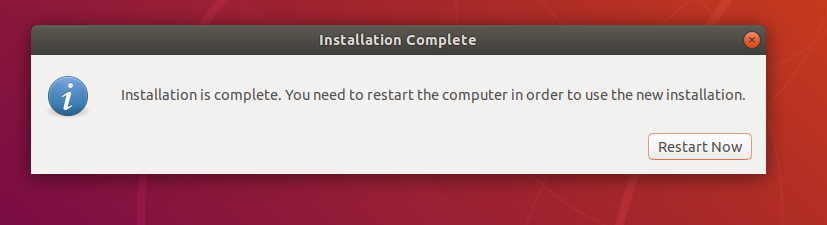 Installation Complete
Installation is complete. You need to restart the computer in order to use the new installation.
Restart Now